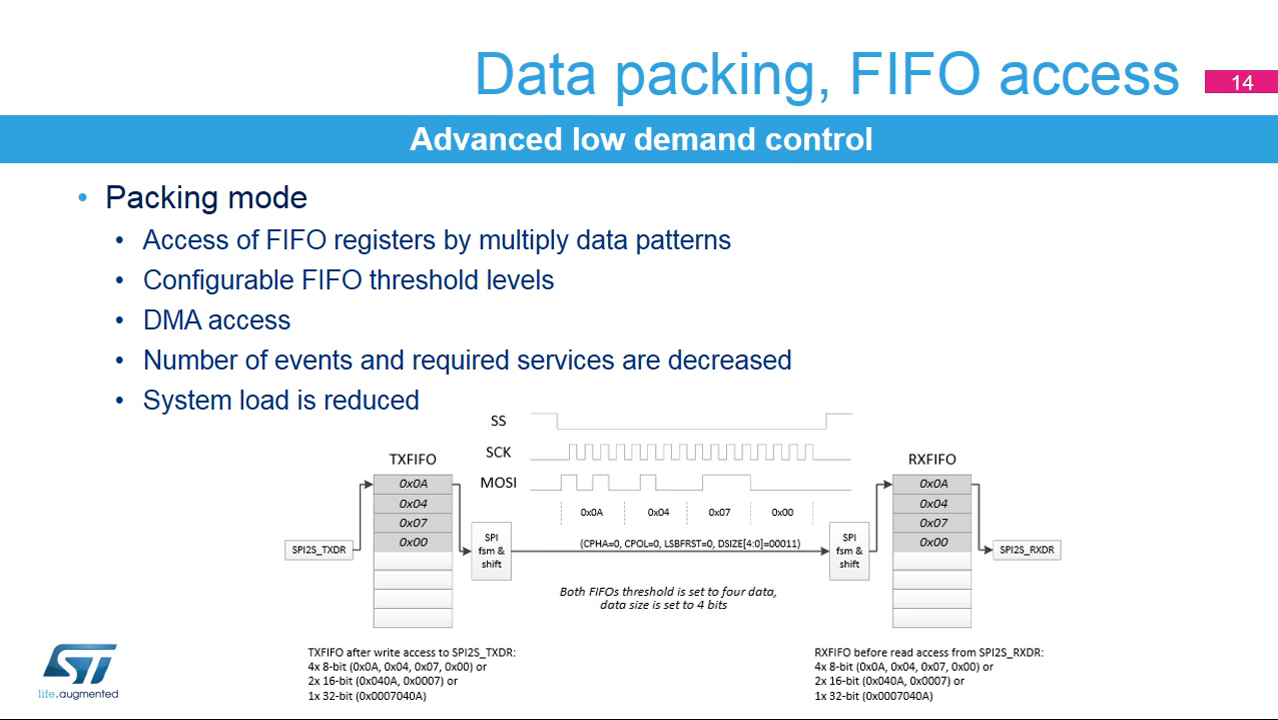 Data packing, FIFO access
14
Advanced low demand control
• Packing mode
• Access of FIFO registers by multiply data patterns
• Configurable FIFO threshold levels
• DMA access
• Number of events and required services are decreased
• System load is reduced
SS
SCK
MOSI
0x0A 0x04 0x07 0x00
TXFIFO
0x0A
0x04
0x07
0x00
SPI2S_TXDR
SPI
fsm &
shift
(CPHA=0, CPOL=0, LSBFRST=0, DSIZE[4:0]=00011)
Both FIFOs threshold is set to four data,
data size is set to 4 bits
SPI
fsm &
shift
RXFIFO
0x0A
0x04
0x07
0x00
SPI2S_RXDR
TXFIFO after write access to SPI2S_TXDR:
4x 8-bit (0x0A, 0x04, 0x07, 0x00) or
2x 16-bit (0x040A, 0x0007) or
1x 32-bit (0x0007040A)
RXFIFO before read access from SPI2S_RXDR:
4x 8-bit (0x0A, 0x04, 0x07, 0x00) or
2x 16-bit (0x040A, 0x0007) or
1x 32-bit (0x0007040A)
ST
life.augmented